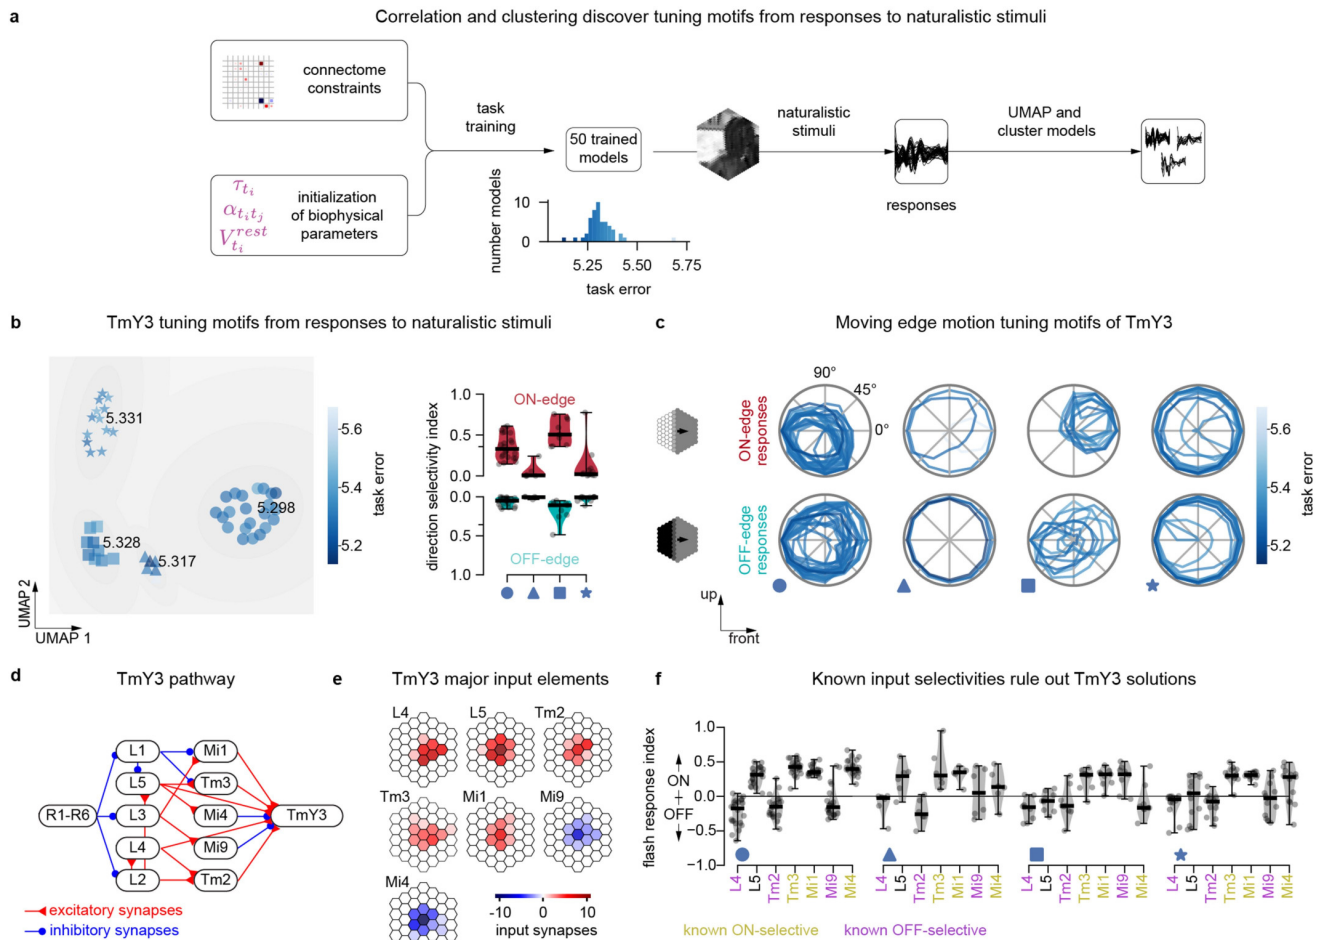 a
Correlation and clustering discover tuning motifs from responses to naturalistic stimuli
connectome
constraints
τ_{t_i}
α_{t_i t_j}
V_{t_i}^{rest}
initialization
of biophysical
parameters
task
training
50 trained
models
number models
10
0
5.25
5.50
5.75
task error
naturalistic
stimuli
responses
UMAP and
cluster models
b
TmY3 tuning motifs from responses to naturalistic stimuli
5.331
5.298
5.328
5.317
UMAP 2
UMAP 1
5.6
5.4
5.2
task error
direction selectivity index
1.0
0.5
0.0
0.0
0.5
1.0
ON-edge
OFF-edge
c
Moving edge motion tuning motifs of TmY3
90°
45°
0°
ON-edge
responses
OFF-edge
responses
up
front
5.6
5.4
5.2
task error
d
TmY3 pathway
R1-R6
L1
L5
L3
L4
L2
Mi1
Tm3
Mi4
Mi9
Tm2
TmY3
excitatory synapses
inhibitory synapses
e
TmY3 major input elements
L4
L5
Tm2
Tm3
Mi1
Mi9
Mi4
-10
0
10
input synapses
f
Known input selectivities rule out TmY3 solutions
flash response index
OFF
ON
1.0
0.5
0.0
−0.5
−1.0
L4
L5
Tm2
Tm3
Mi1
Mi9
Mi4
L4
L5
Tm2
Tm3
Mi1
Mi9
Mi4
L4
L5
Tm2
Tm3
Mi1
Mi9
Mi4
L4
L5
Tm2
Tm3
Mi1
Mi9
Mi4
known ON-selective
known OFF-selective